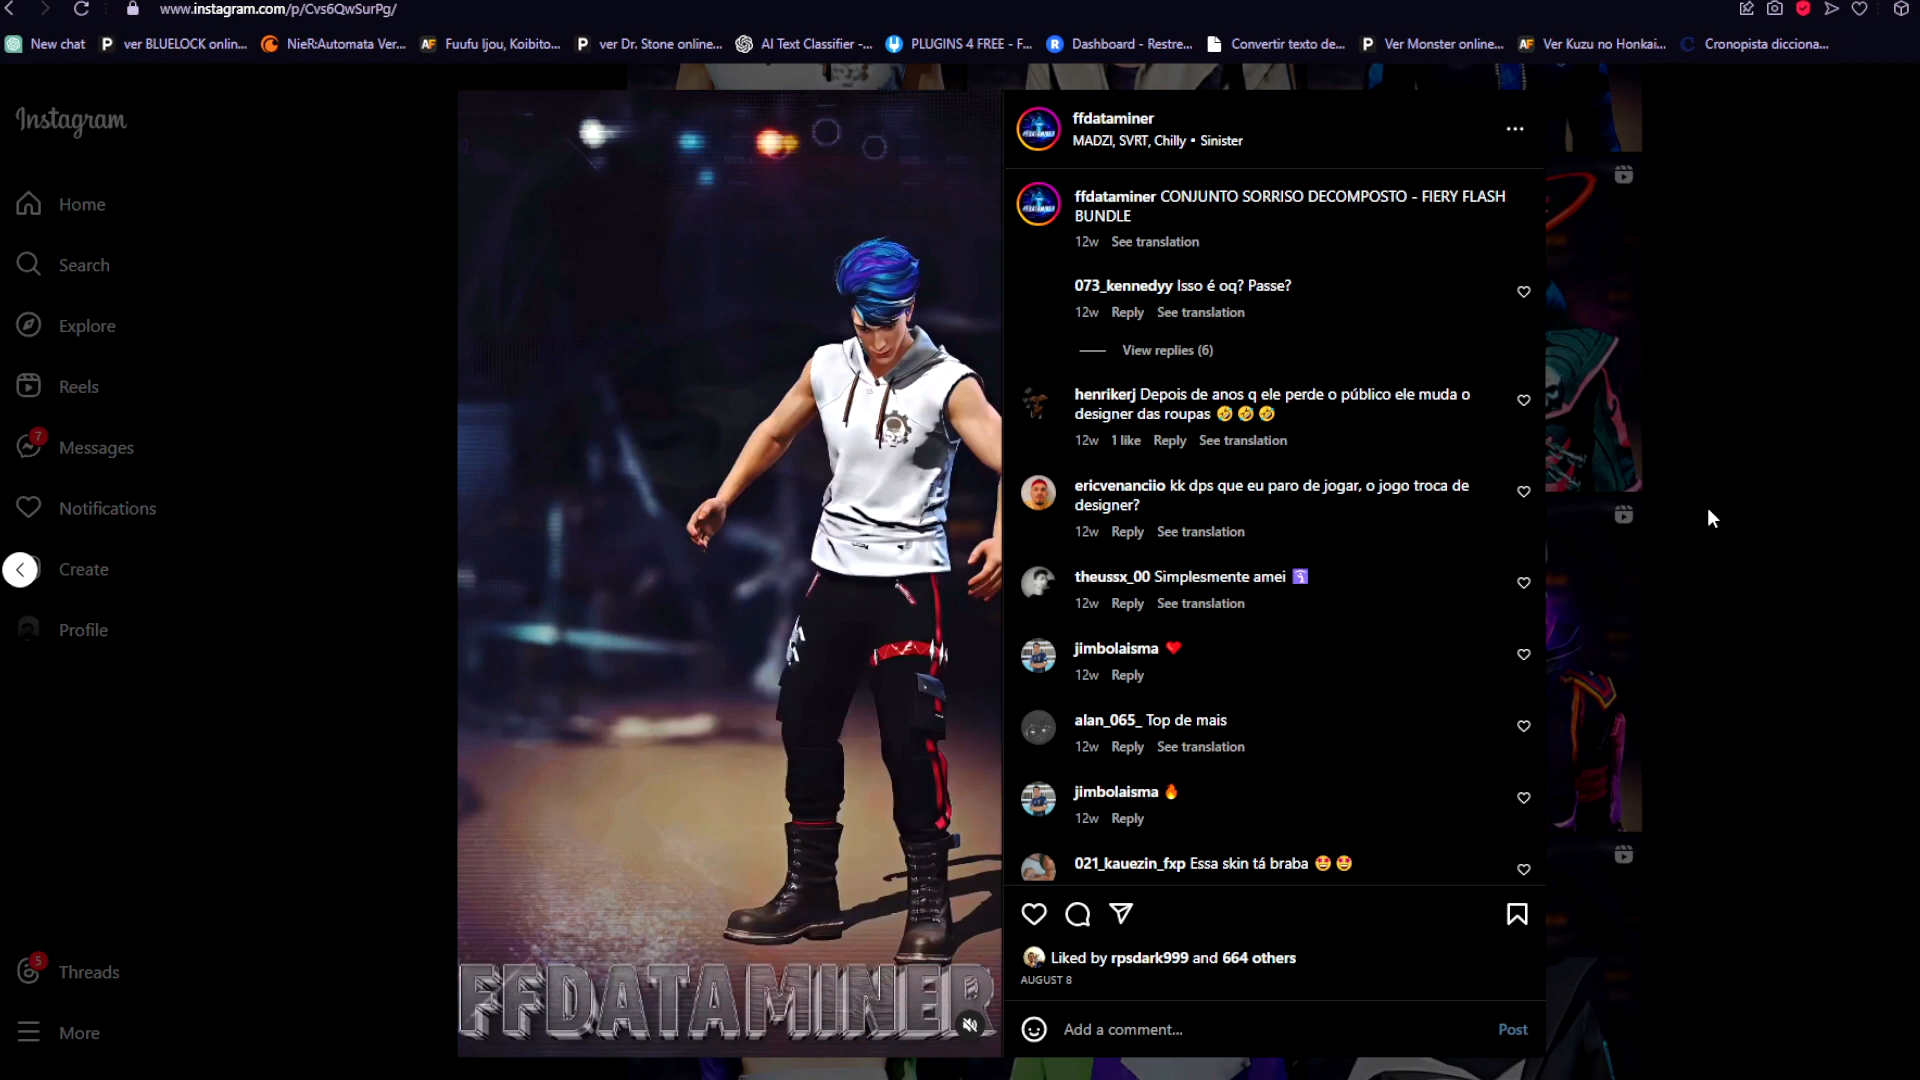 www.instagram.com/p/Cvs6QwSurPg/
New chat
ver BLUELOCK onlin...
NieR:Automata Ver...
Fuufu Ijou, Koibito...
ver Dr. Stone online...
AI Text Classifier -...
PLUGINS 4 FREE - F...
Dashboard - Restre...
Convertir texto de...
Ver Monster online...
Ver Kuzu no Honkai...
Cronopista dicciona...
Instagram
Home
Search
Explore
Reels
7
Messages
Notifications
Create
Profile
5
Threads
More
FFDATAMINER
ffdataminer
MADZI, SVRT, Chilly • Sinister
ffdataminer CONJUNTO SORRISO DECOMPOSTO - FIERY FLASH
BUNDLE
12w See translation
073_kennedyy Isso é oq? Passe?
12w Reply See translation
View replies (6)
henrikerj Depois de anos q ele perde o público ele muda o
designer das roupas 🤣 🤣 🤣
12w 1 like Reply See translation
ericvenanciio kk dps que eu paro de jogar, o jogo troca de
designer?
12w Reply See translation
theussx_00 Simplesmente amei 🛐
12w Reply See translation
jimbolaisma ❤️
12w Reply
alan_065_ Top de mais
12w Reply See translation
jimbolaisma 🔥
12w Reply
021_kauezin_fxp Essa skin tá braba 🤩 🤩
Liked by rpsdark999 and 664 others
AUGUST 8
Add a comment...
Post